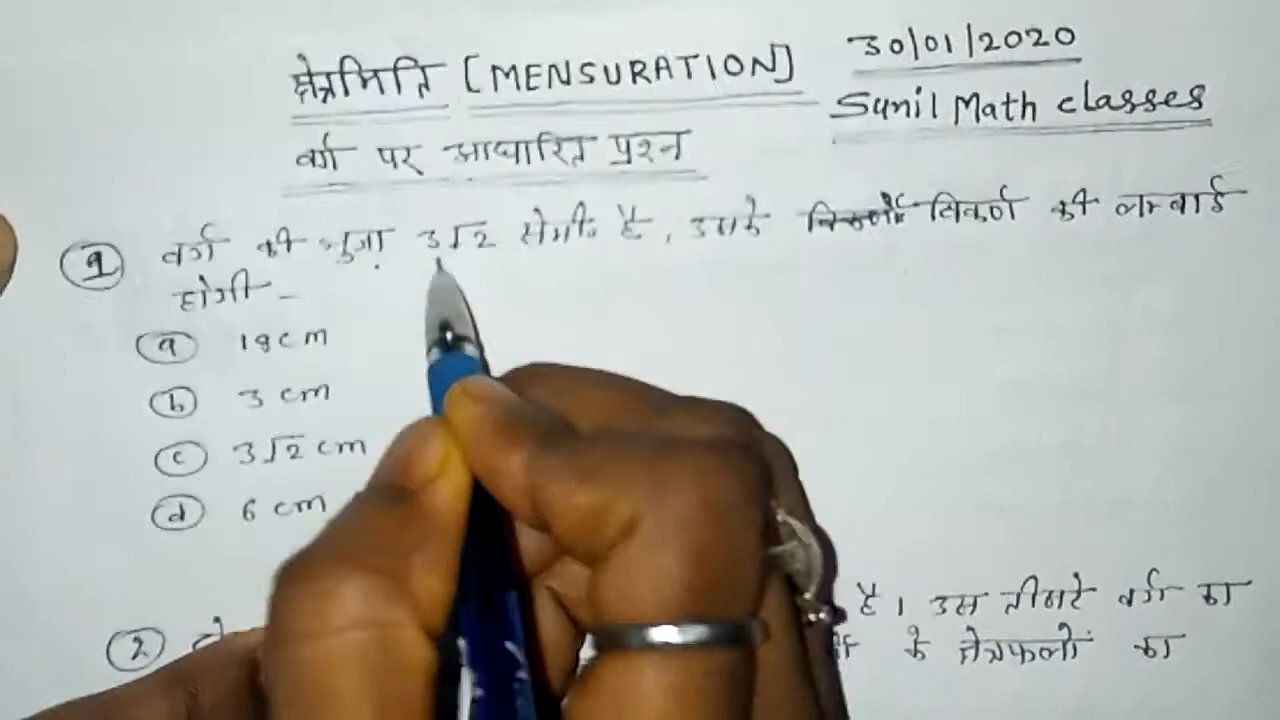 क्षेत्रमिति [MENSURATION]
30/01/2020
Sunil Math classes
वर्ग पर आधारित प्रश्न
① वर्ग की भुजा 3√2 सेमी॰ है, उसके विकर्ण की लम्बाई
होगी -
ⓐ 18 cm
ⓑ 3 cm
ⓒ 3√2 cm
ⓓ 6 cm
② है। उस तीसरे वर्ग का
के क्षेत्रफलों का